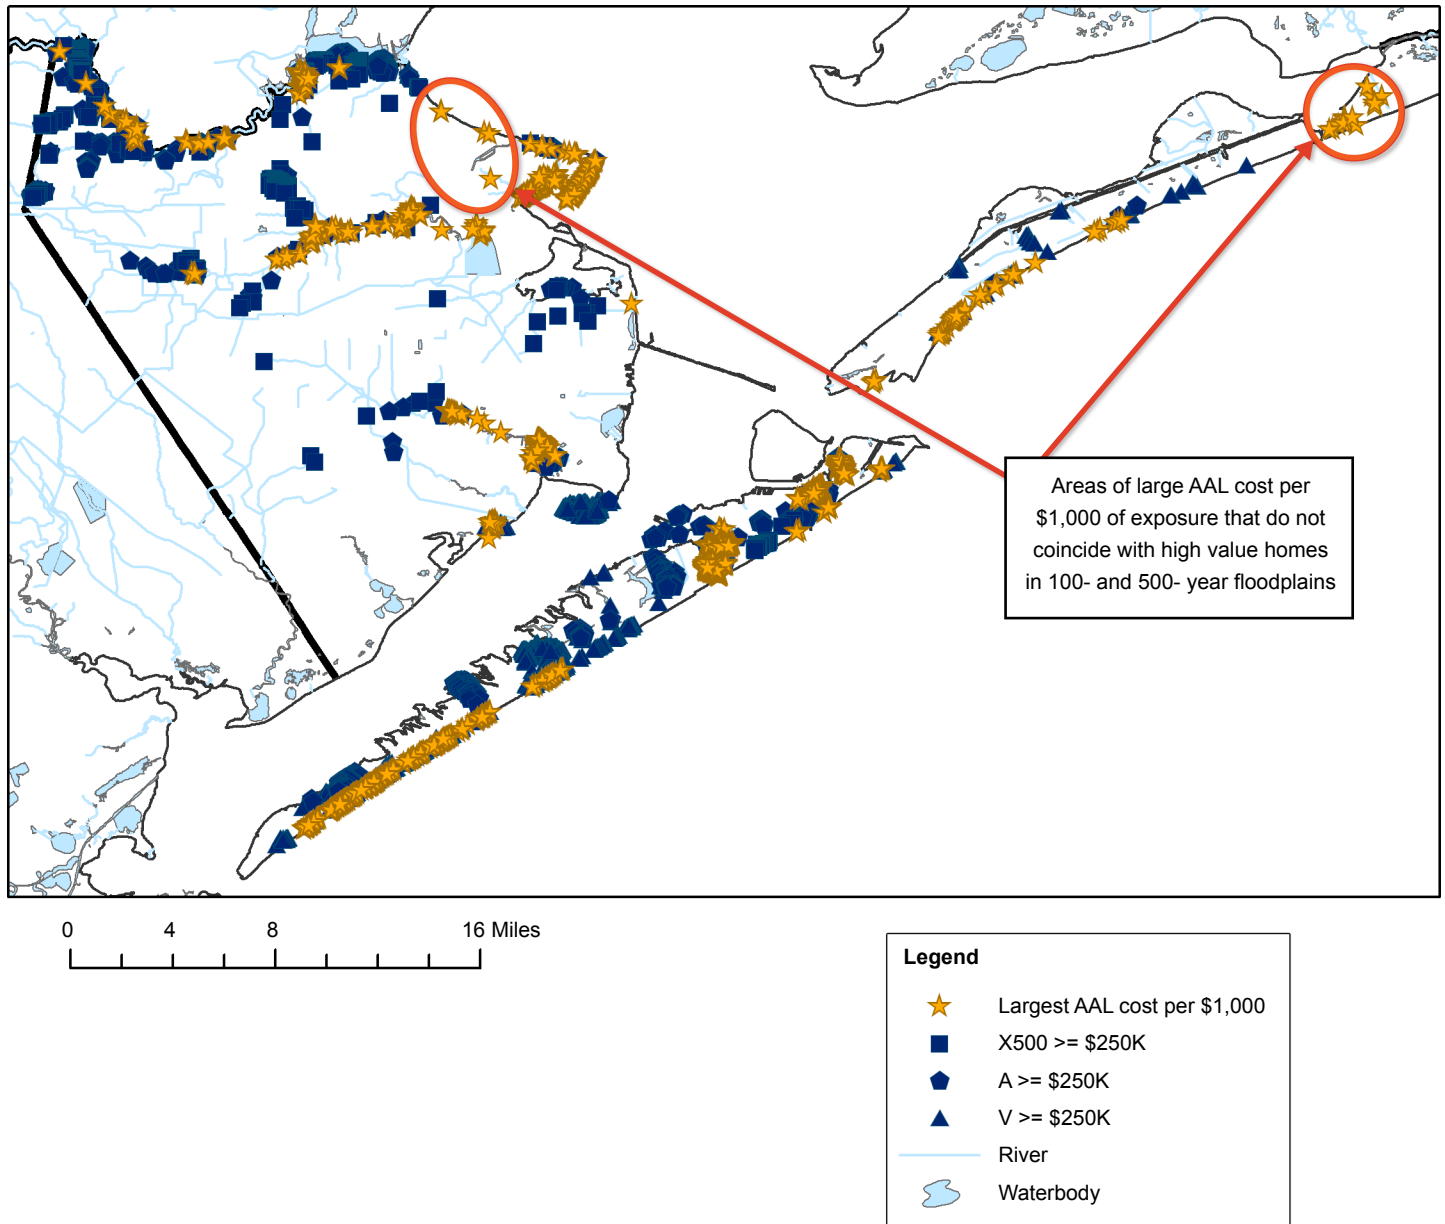 Areas of large AAL cost per
$1,000 of exposure that do not
coincide with high value homes
in 100- and 500- year floodplains
0 4 8 16 Miles
Legend
Largest AAL cost per $1,000
X500 >= $250K
A >= $250K
V >= $250K
River
Waterbody